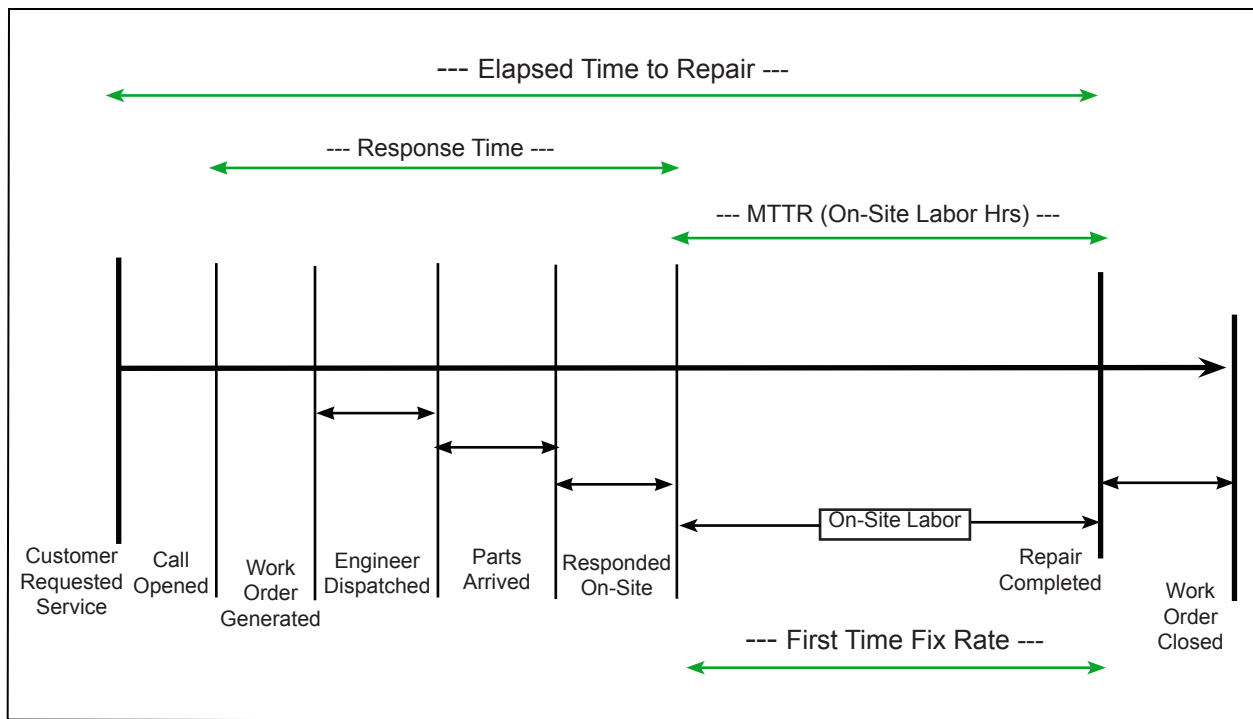 --- Elapsed Time to Repair ---
--- Response Time ---
--- MTTR (On-Site Labor Hrs) ---
On-Site Labor
Customer
Requested
Service
Call
Opened
Work
Order
Generated
Engineer
Dispatched
Parts
Arrived
Responded
On-Site
Repair
Completed
Work
Order
Closed
--- First Time Fix Rate ---